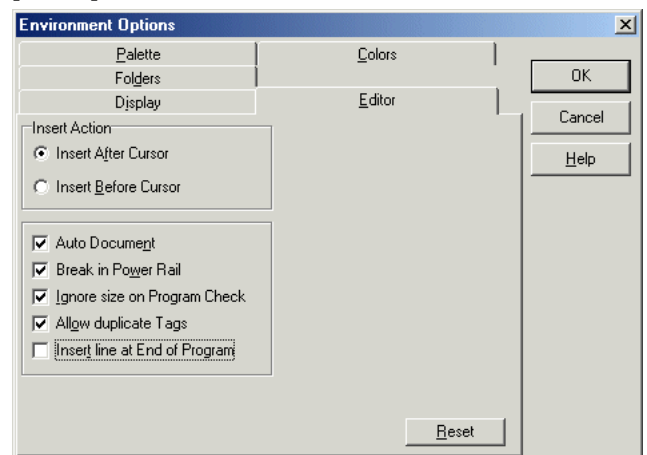 Environment Options
Palette
Colors
Folders
Display
Editor
OK
Cancel
Help
Insert Action
Insert After Cursor
Insert Before Cursor
Auto Document
Break in Power Rail
Ignore size on Program Check
Allow duplicate Tags
Insert line at End of Program
Reset